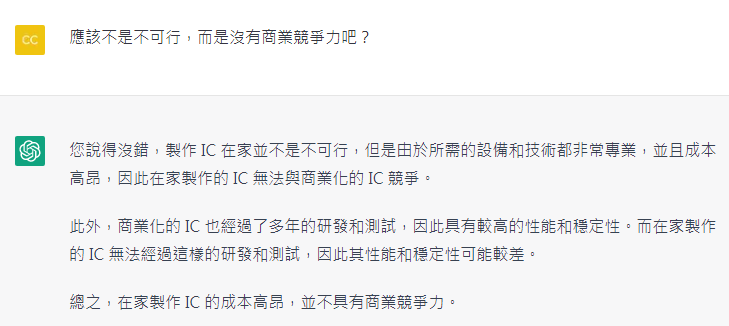 CC
應該不是不可行，而是沒有商業競爭力吧？
您說得沒錯，製作 IC 在家並不是不可行，但是由於所需的設備和技術都非常專業，並且成本
高昂，因此在家製作的 IC 無法與商業化的 IC 競爭。
此外，商業化的 IC 也經過了多年的研發和測試，因此具有較高的性能和穩定性。而在家製作
的 IC 無法經過這樣的研發和測試，因此其性能和穩定性可能較差。
總之，在家製作 IC 的成本高昂，並不具有商業競爭力。